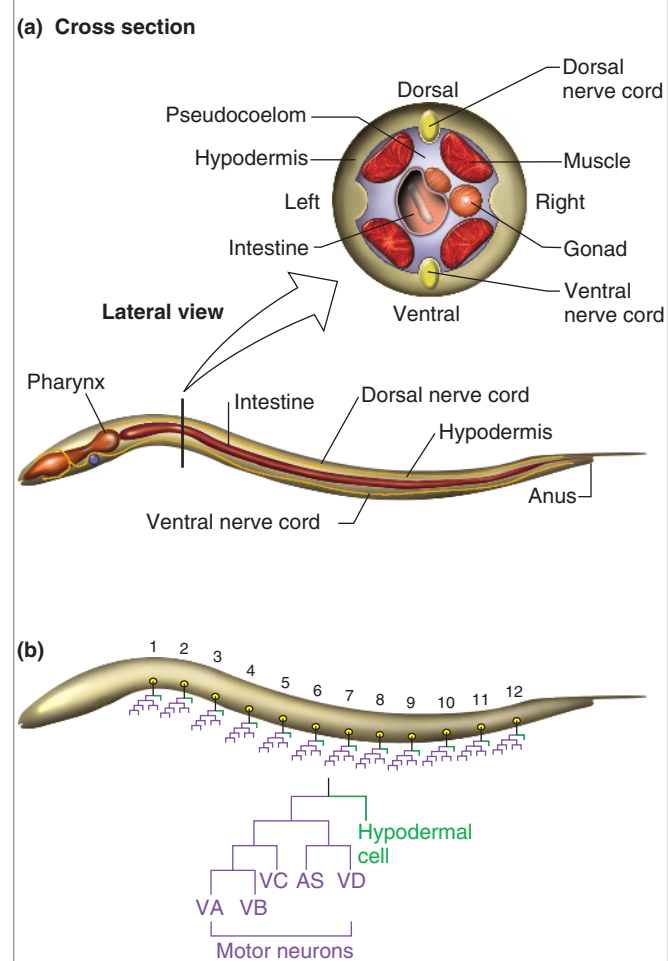 (a) Cross section
Dorsal
Dorsal
nerve cord
Pseudocoelom
Hypodermis
Muscle
Left
Right
Intestine
Gonad
Ventral
Ventral
nerve cord
Lateral view
Pharynx
Intestine
Dorsal nerve cord
Hypodermis
Ventral nerve cord
Anus
(b)
1 2 3 4 5 6 7 8 9 10 11 12
Hypodermal
cell
VC AS VD
VA VB
Motor neurons